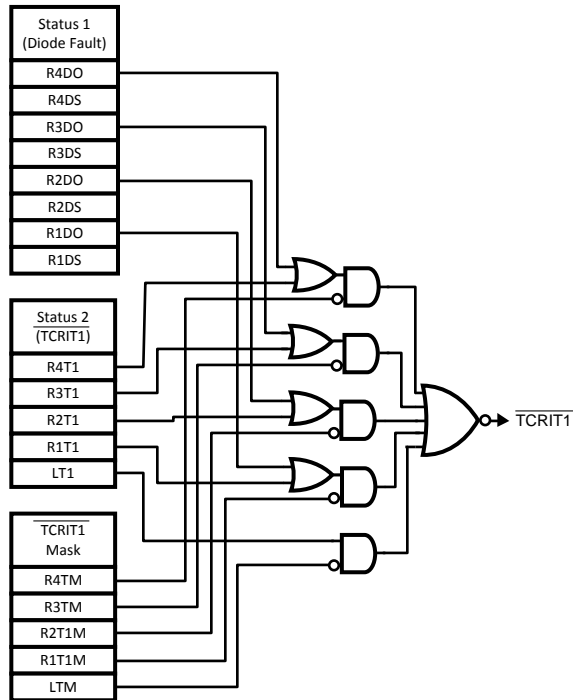 Status 1
(Diode Fault)
R4DO
R4DS
R3DO
R3DS
R2DO
R2DS
R1DO
R1DS
Status 2
(TCRIT1)
R4T1
R3T1
R2T1
R1T1
LT1
TCRIT1
Mask
R4TM
R3TM
R2T1M
R1T1M
LTM
TCRIT1